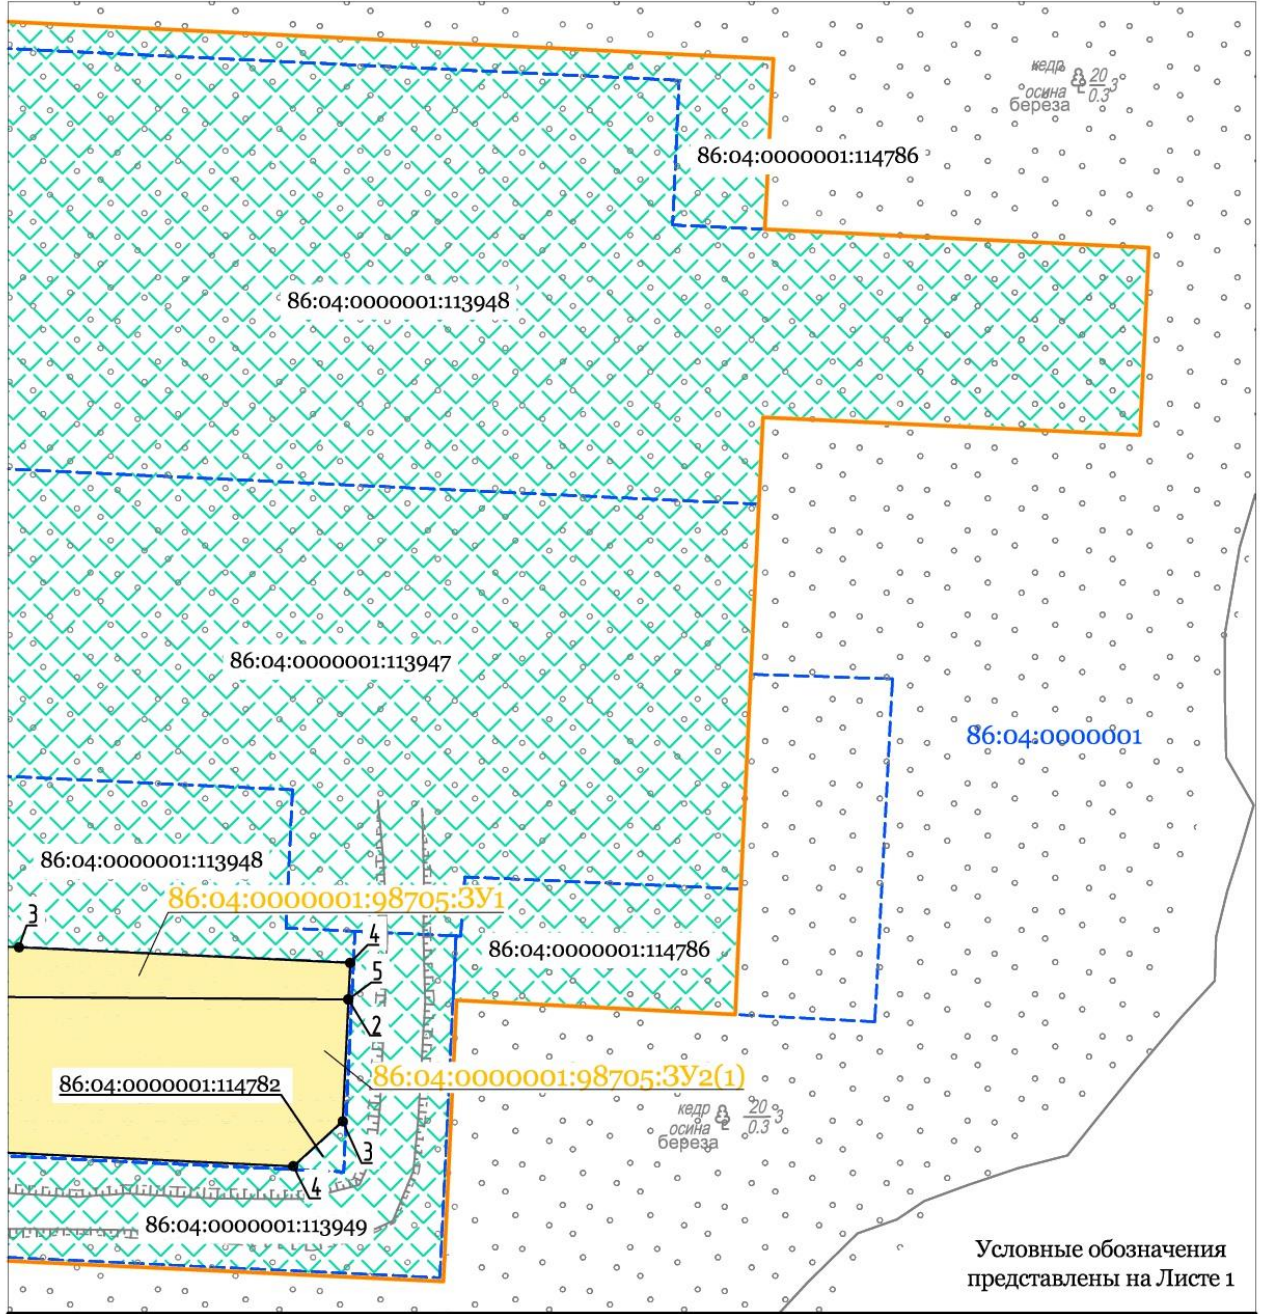 кедр 20
осина 0.3 3
береза
86:04:0000001:114786
86:04:0000001:113948
86:04:0000001:113947
86:04:0000001
86:04:0000001:113948
86:04:0000001:98705:ЗУ1
3
4
86:04:0000001:114786
5
2
86:04:0000001:98705:ЗУ2(1)
86:04:0000001:114782
кедр 20
осина 0.3 3
береза
3
4
86:04:0000001:113949
Условные обозначения
представлены на Листе 1